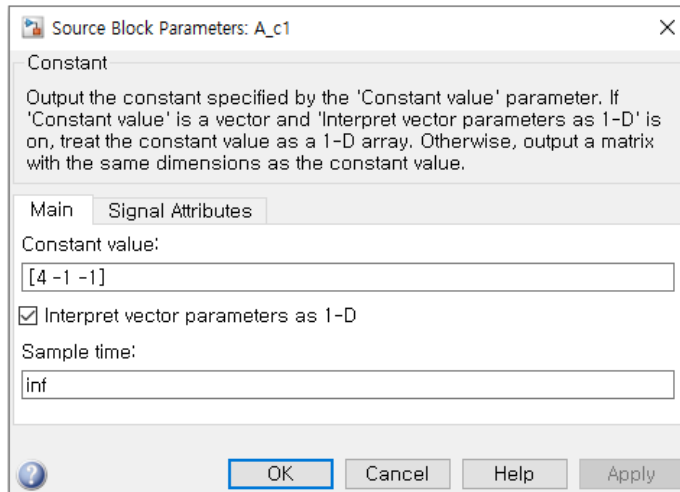 Source Block Parameters: A_c1
Constant
Output the constant specified by the 'Constant value' parameter. If
'Constant value' is a vector and 'Interpret vector parameters as 1-D' is
on, treat the constant value as a 1-D array. Otherwise, output a matrix
with the same dimensions as the constant value.
Main Signal Attributes
Constant value:
[4 -1 -1]
Interpret vector parameters as 1-D
Sample time:
inf
? OK Cancel Help Apply